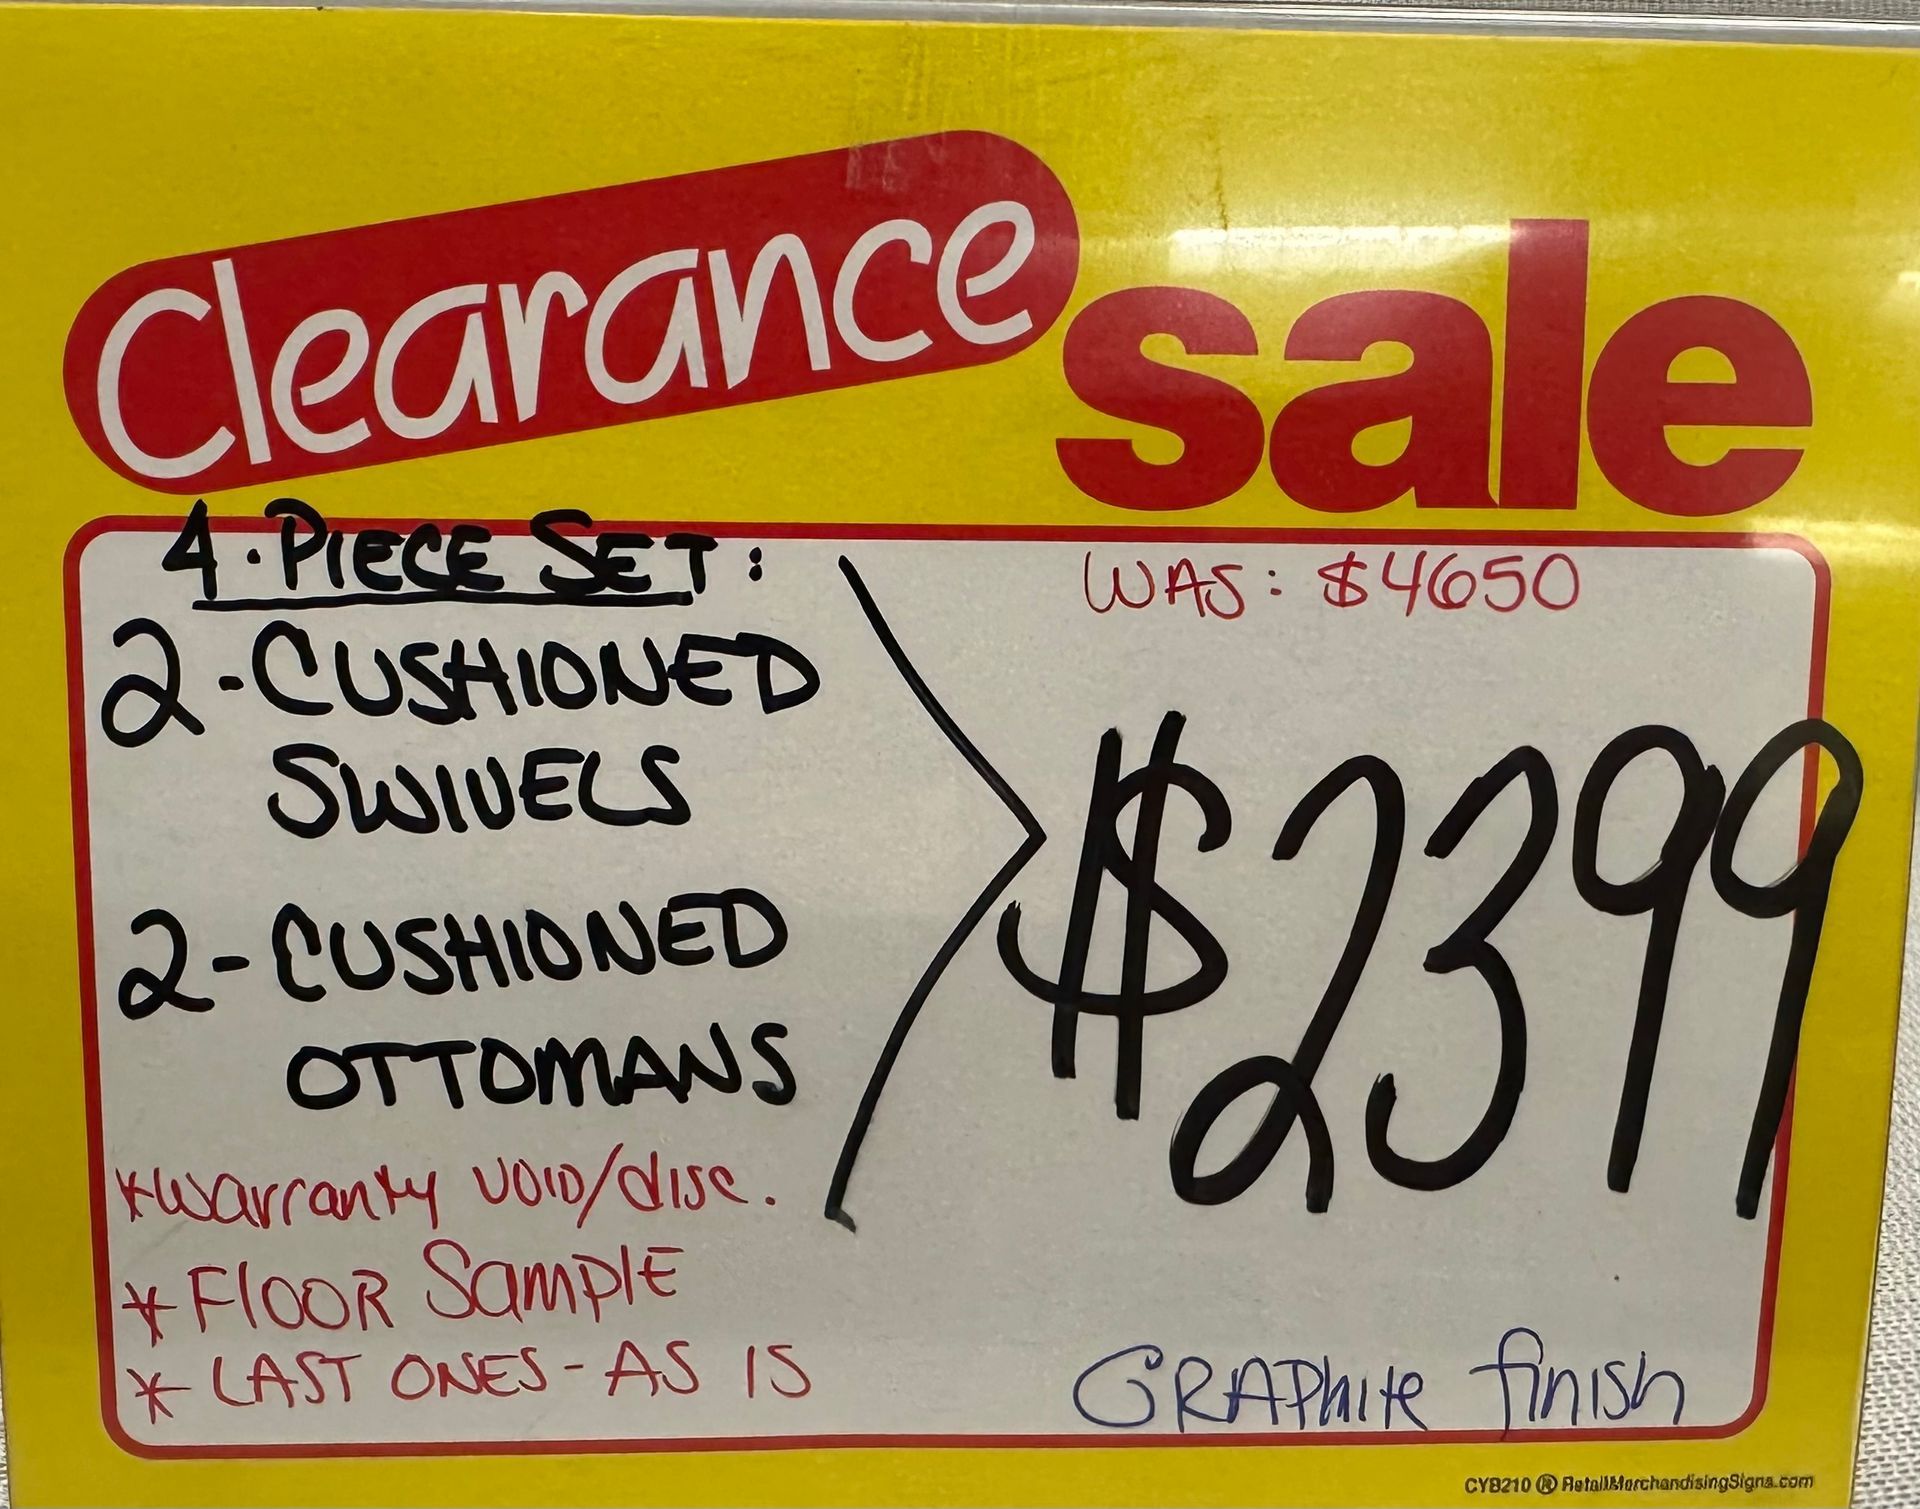 Clearance sale
4·PIECE SET:
2-CUSHIONED
SWIVELS
2-CUSHIONED
OTTOMANS
*Warranty VOID/disc.
* FlOOR SamplE
* LAST ONES-AS IS
WAS: $4650
$2399
GRAPhite finish
CYB210 ® RetailMerchandisingSigns.com